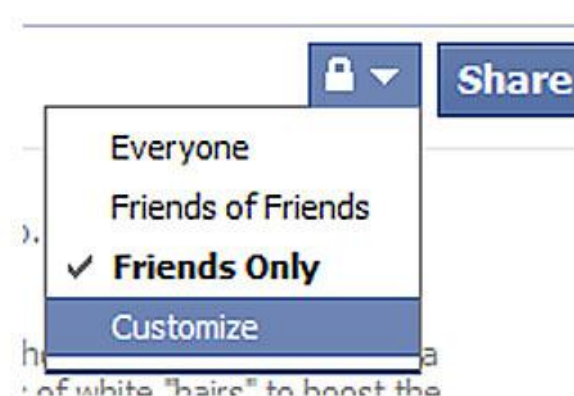 Share
Everyone
Friends of Friends
Friends Only
Customize
a
of white "hairs" to boost the